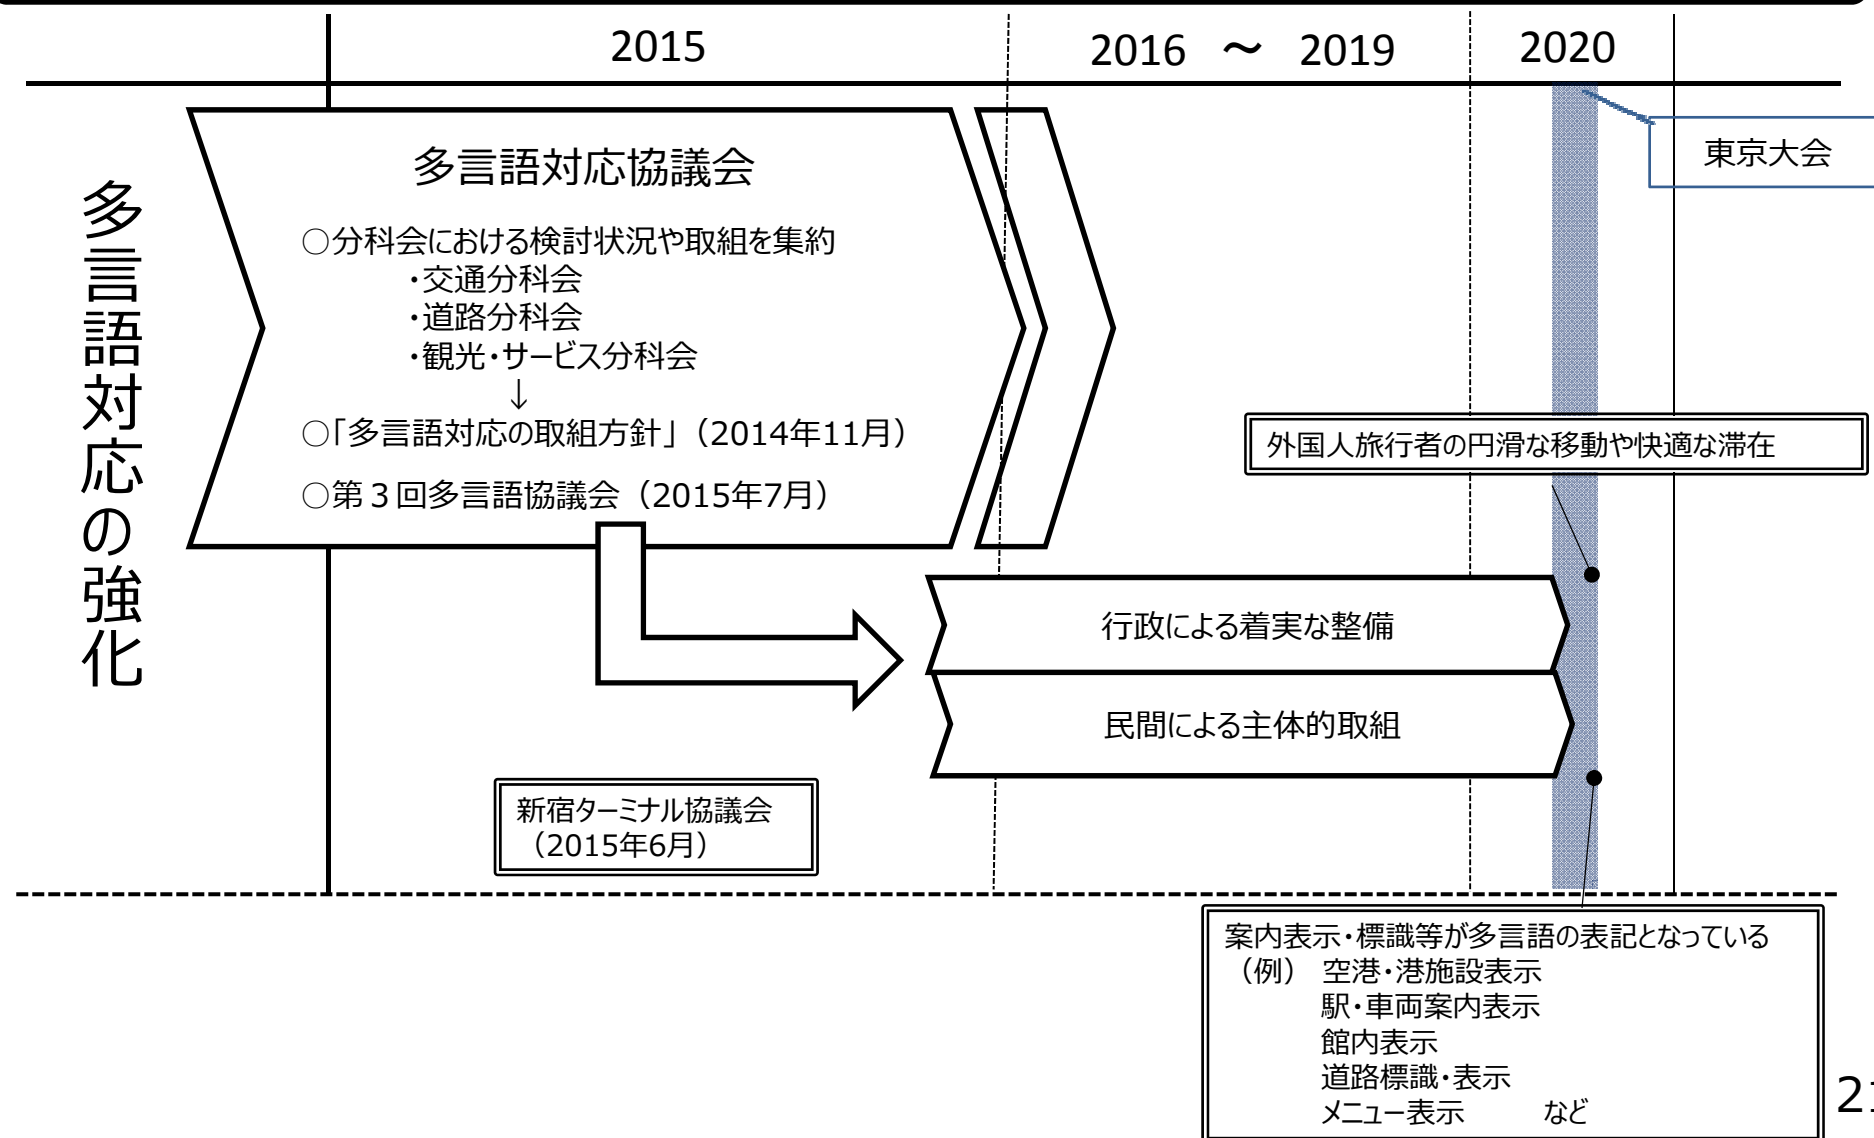 2015
2016 ～ 2019
2020
東京大会
多言語対応の強化
多言語対応協議会
○分科会における検討状況や取組を集約
・交通分科会
・道路分科会
・観光・サービス分科会
↓
○「多言語対応の取組方針」（2014年11月）
○第３回多言語協議会（2015年7月）
外国人旅行者の円滑な移動や快適な滞在
行政による着実な整備
民間による主体的取組
新宿ターミナル協議会
（2015年6月）
案内表示・標識等が多言語の表記となっている
（例） 空港・港施設表示
駅・車両案内表示
館内表示
道路標識・表示
メニュー表示 など
21